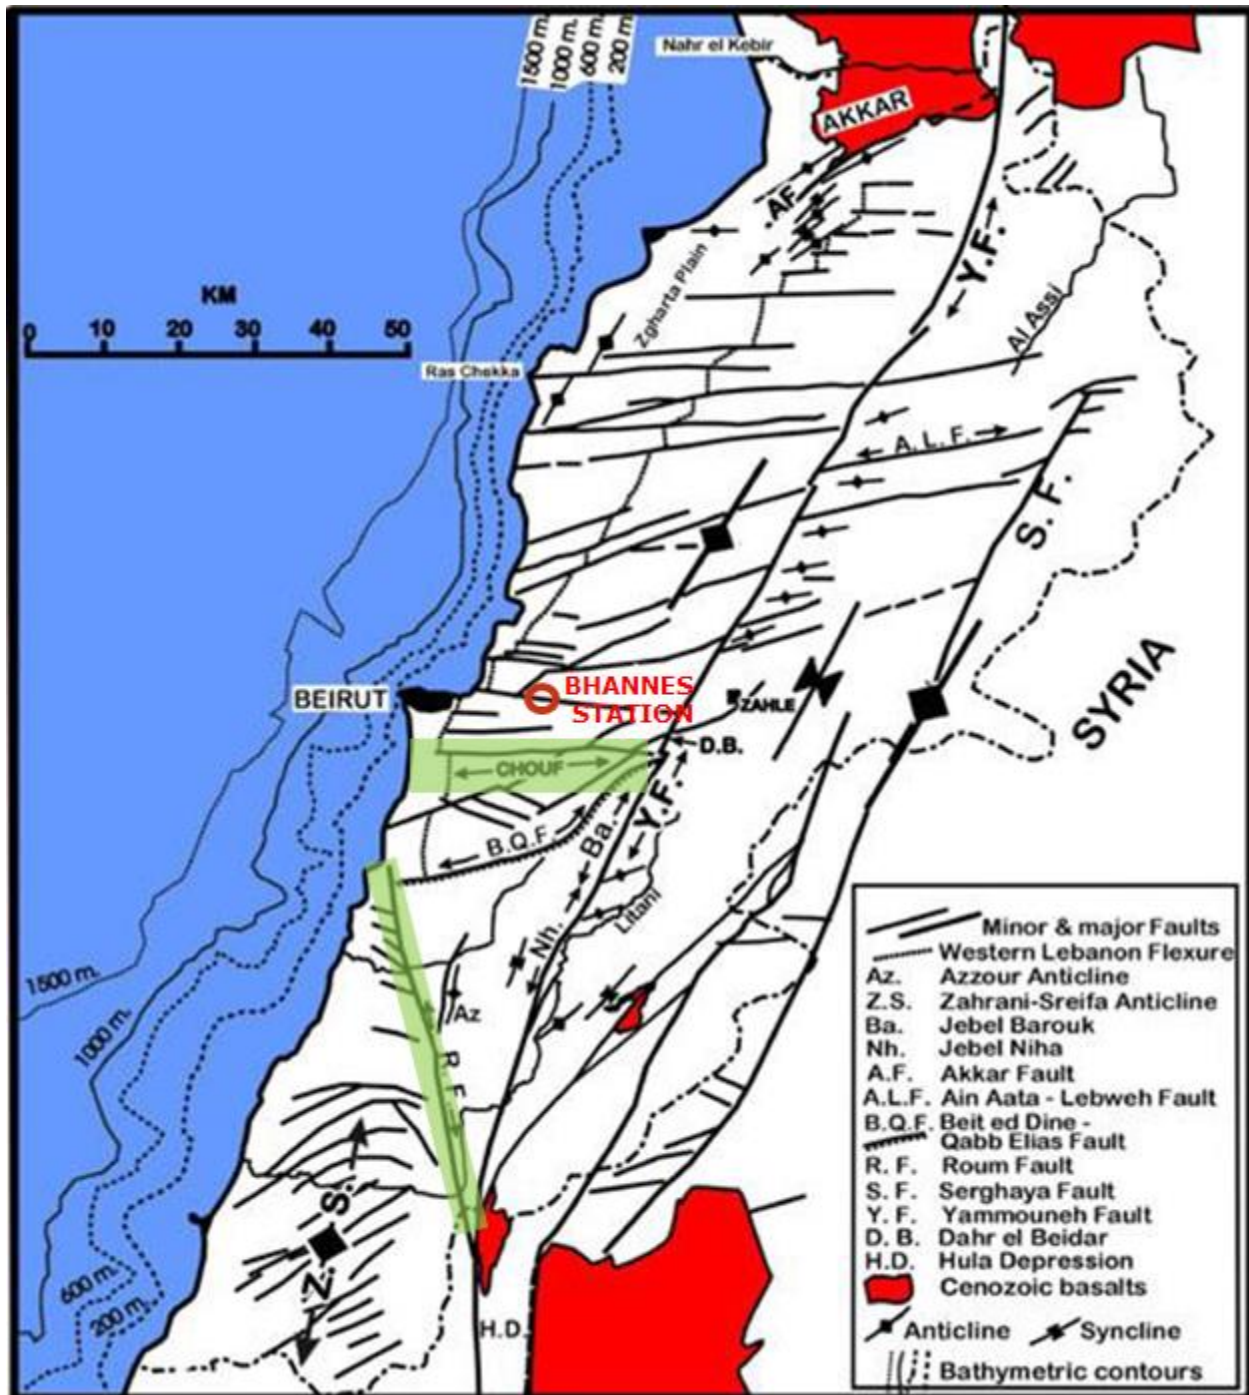 1500 m.
1000 m.
600 m.
200 m.
Nahr el Kebir
AKKAR
.AF
Y.F.
KM
0 10 20 30 40 50
Zgharta Plain
Al Assi
Ras Chekka
A. L. F.
S. F.
SYRIA
BEIRUT
BHANNES
STATION
ZAHLE
D.B.
CHOUF
Y.F.
B.Q.F.
Ba.
Nh.
Litani
1500 m.
1000 m.
Az
R. F.
Z. S.
600 m.
200 m.
H.D.
Minor & major Faults
Western Lebanon Flexure
Az. Azzour Anticline
Z.S. Zahrani-Sreifa Anticline
Ba. Jebel Barouk
Nh. Jebel Niha
A.F. Akkar Fault
A.L.F. Ain Aata - Lebweh Fault
B.Q.F. Beit ed Dine -
Qabb Elias Fault
R. F. Roum Fault
S. F. Serghaya Fault
Y. F. Yammouneh Fault
D. B. Dahr el Beidar
H.D. Hula Depression
Cenozoic basalts
Anticline Syncline
Bathymetric contours